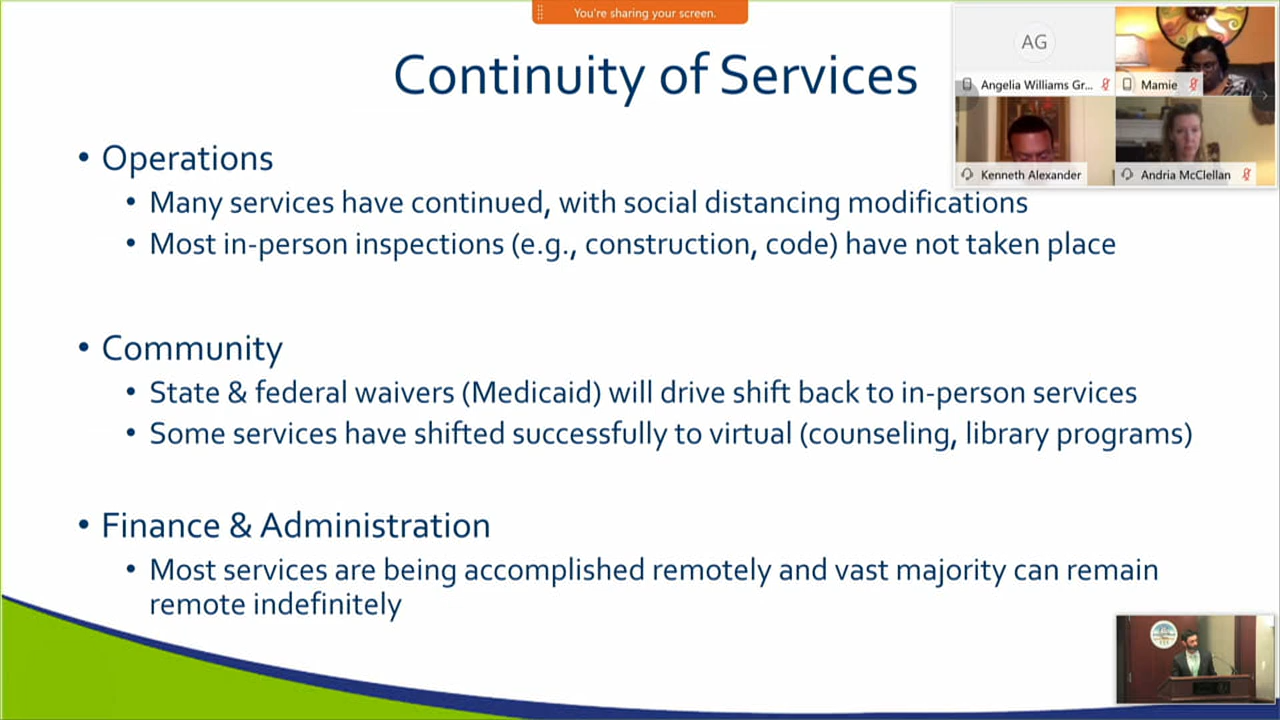 You're sharing your screen.
Continuity of Services
AG
Angelia Williams Gr...
Mamie
Kenneth Alexander
Andria McClellan
• Operations
• Many services have continued, with social distancing modifications
• Most in-person inspections (e.g., construction, code) have not taken place
• Community
• State & federal waivers (Medicaid) will drive shift back to in-person services
• Some services have shifted successfully to virtual (counseling, library programs)
• Finance & Administration
• Most services are being accomplished remotely and vast majority can remain
remote indefinitely